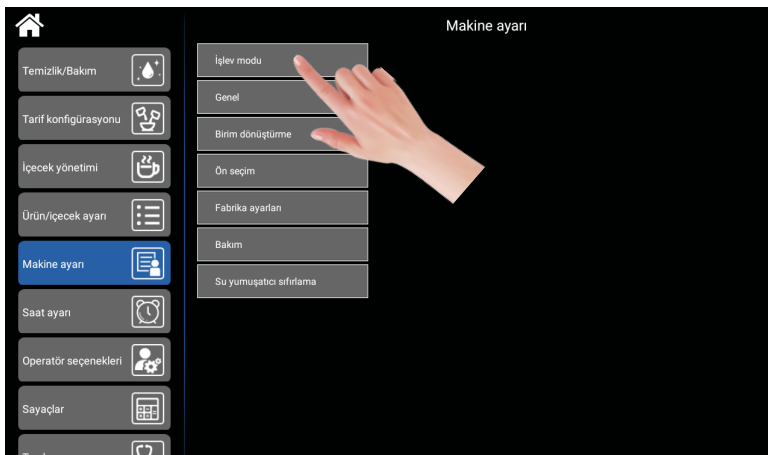 Makine ayarı
Temizlik/Bakım
Tarif konfigürasyonu
İçecek yönetimi
Ürün/içecek ayarı
Makine ayarı
Saat ayarı
Operatör seçenekleri
Sayaçlar
İşlev modu
Genel
Birim dönüştürme
Ön seçim
Fabrika ayarları
Bakım
Su yumuşatıcı sıfırlama